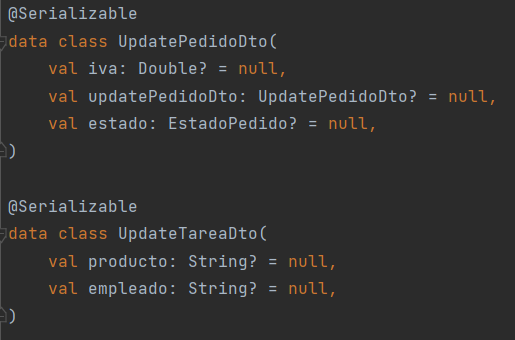 @Serializable
data class UpdatePedidoDto(
    val iva: Double? = null,
    val updatePedidoDto: UpdatePedidoDto? = null,
    val estado: EstadoPedido? = null,
)
@Serializable
data class UpdateTareaDto(
    val producto: String? = null,
    val empleado: String? = null,
)